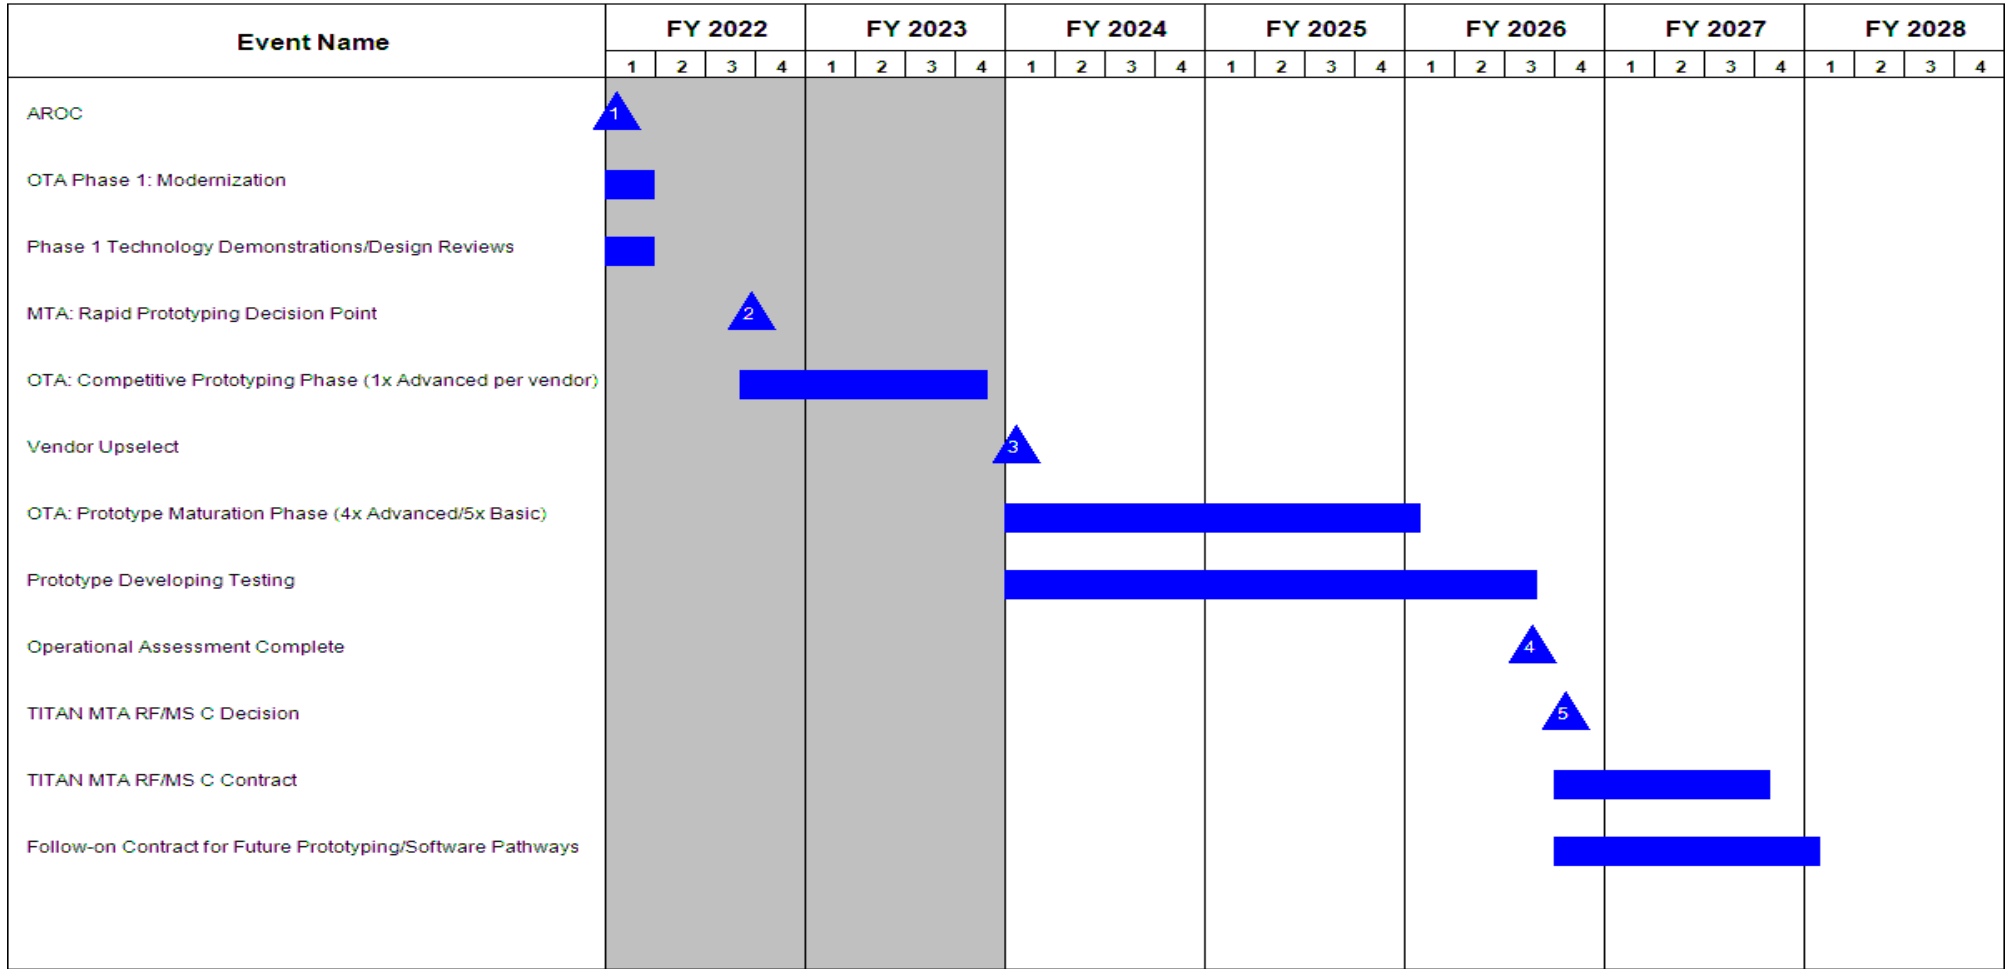 Event Name
FY 2022 FY 2023 FY 2024 FY 2025 FY 2026 FY 2027 FY 2028
1 2 3 4 1 2 3 4 1 2 3 4 1 2 3 4 1 2 3 4 1 2 3 4 1 2 3 4
AROC 1
OTA Phase 1: Modernization
Phase 1 Technology Demonstrations/Design Reviews
MTA: Rapid Prototyping Decision Point 2
OTA: Competitive Prototyping Phase (1x Advanced per vendor)
Vendor Upselect 3
OTA: Prototype Maturation Phase (4x Advanced/5x Basic)
Prototype Developing Testing
Operational Assessment Complete 4
TITAN MTA RF/MS C Decision 5
TITAN MTA RF/MS C Contract
Follow-on Contract for Future Prototyping/Software Pathways